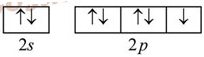 ↑↓ ↑↓ ↑↓ ↓
2s 2p